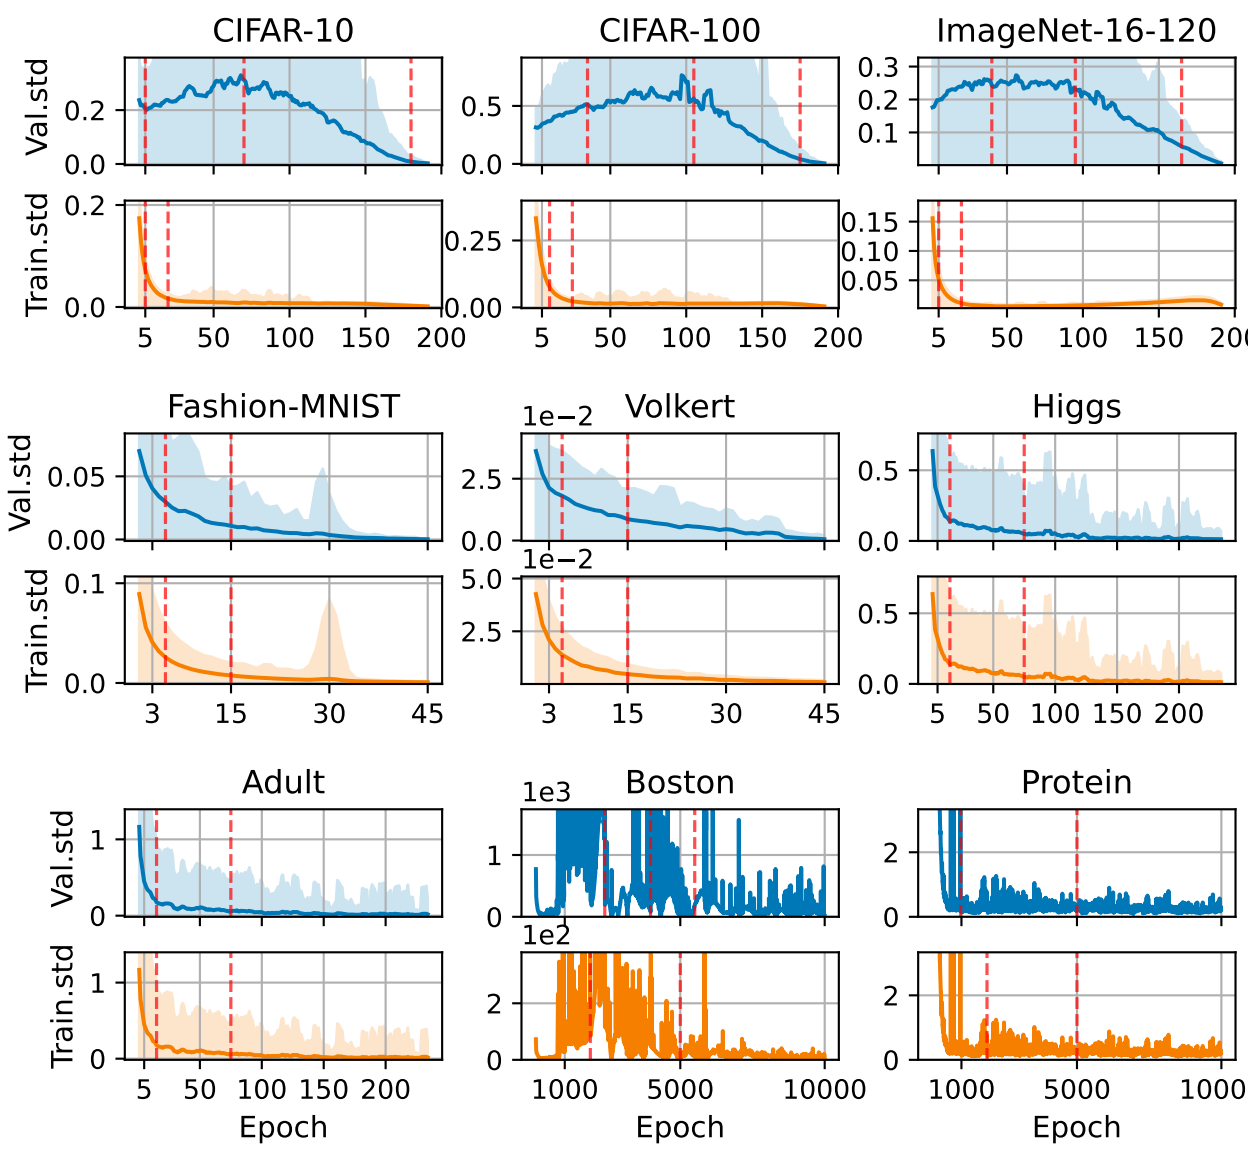 CIFAR-10 CIFAR-100 ImageNet-16-120
Val.std 0.2 0.0 0.5 0.0 0.3 0.2 0.1
Train.std 0.2 0.0 0.25 0.00 0.15 0.10 0.05
5 50 100 150 200 5 50 100 150 200 5 50 100 150 200
Fashion-MNIST 1e−2 Volkert Higgs
Val.std 0.05 0.00 2.5 0.0 0.5 0.0
1e−2
Train.std 0.1 0.0 5.0 2.5 0.5 0.0
3 15 30 45 3 15 30 45 5 50 100 150 200
Adult 1e3 Boston Protein
Val.std 1 0 1 0 2 0
1e2
Train.std 1 0 2 0 2 0
5 50 100 150 200 1000 5000 10000 1000 5000 1000
Epoch Epoch Epoch